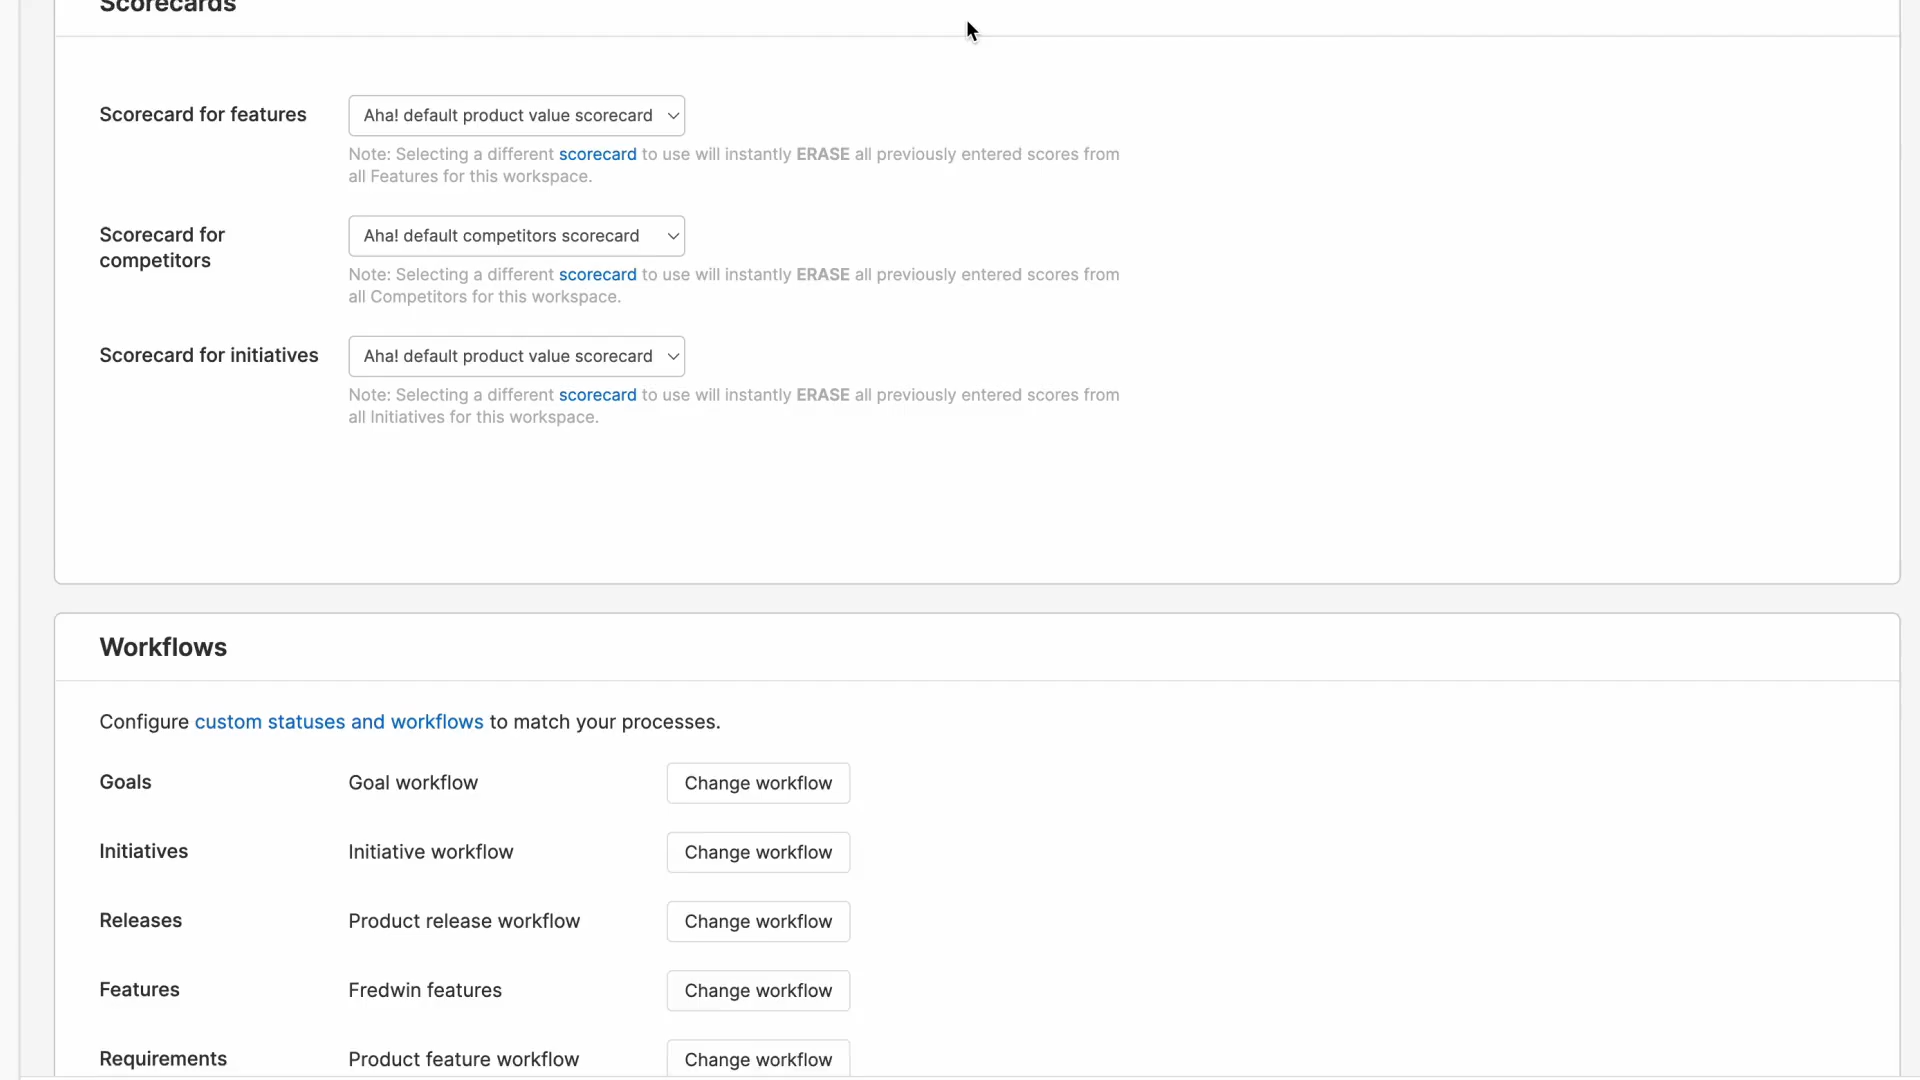 Scorecards
Scorecard for features
Aha! default product value scorecard
Note: Selecting a different scorecard to use will instantly ERASE all previously entered scores from
all Features for this workspace.
Scorecard for
competitors
Aha! default competitors scorecard
Note: Selecting a different scorecard to use will instantly ERASE all previously entered scores from
all Competitors for this workspace.
Scorecard for initiatives
Aha! default product value scorecard
Note: Selecting a different scorecard to use will instantly ERASE all previously entered scores from
all Initiatives for this workspace.
Workflows
Configure custom statuses and workflows to match your processes.
Goals Goal workflow Change workflow
Initiatives Initiative workflow Change workflow
Releases Product release workflow Change workflow
Features Fredwin features Change workflow
Requirements Product feature workflow Change workflow